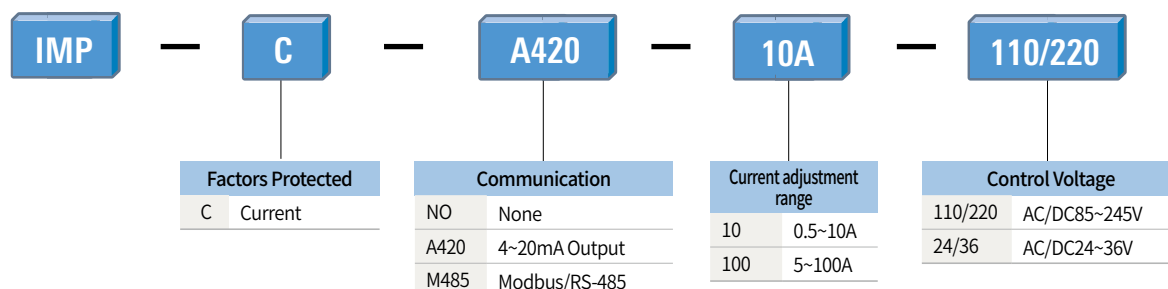 IMP — C — A420 — 10A — 110/220
Factors Protected
C Current
Communication
NO None
A420 4~20mA Output
M485 Modbus/RS-485
Current adjustment
range
10 0.5~10A
100 5~100A
Control Voltage
110/220 AC/DC85~245V
24/36 AC/DC24~36V